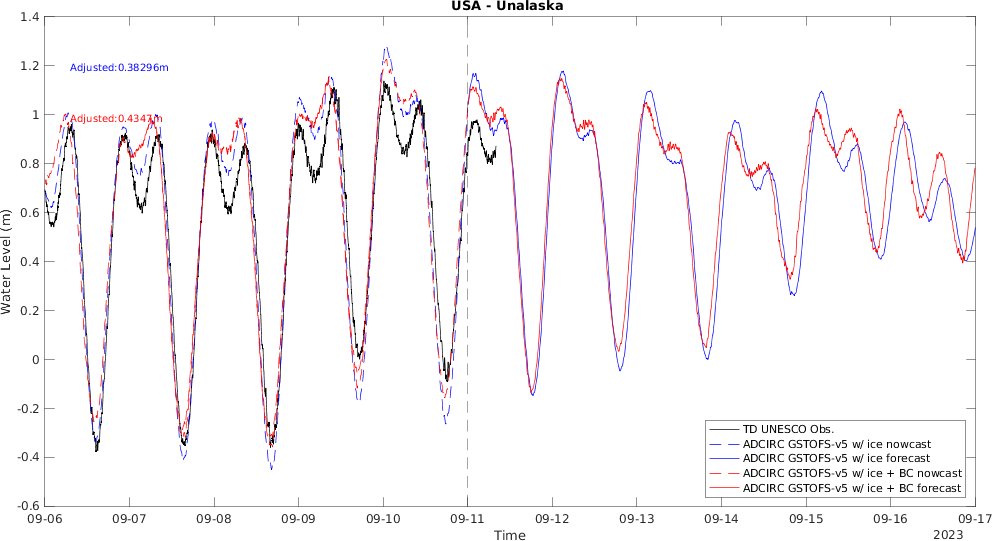 USA - Unalaska
1.4
1.2
1
0.8
0.6
0.4
0.2
0
-0.2
-0.4
-0.6
Water Level (m)
Adjusted:0.38296m
Adjusted:0.4347m
TD UNESCO Obs.
ADCIRC GSTOFS-v5 w/ ice nowcast
ADCIRC GSTOFS-v5 w/ ice forecast
ADCIRC GSTOFS-v5 w/ ice + BC nowcast
ADCIRC GSTOFS-v5 w/ ice + BC forecast
09-06 09-07 09-08 09-09 09-10 09-11 09-12 09-13 09-14 09-15 09-16 09-17
Time
2023